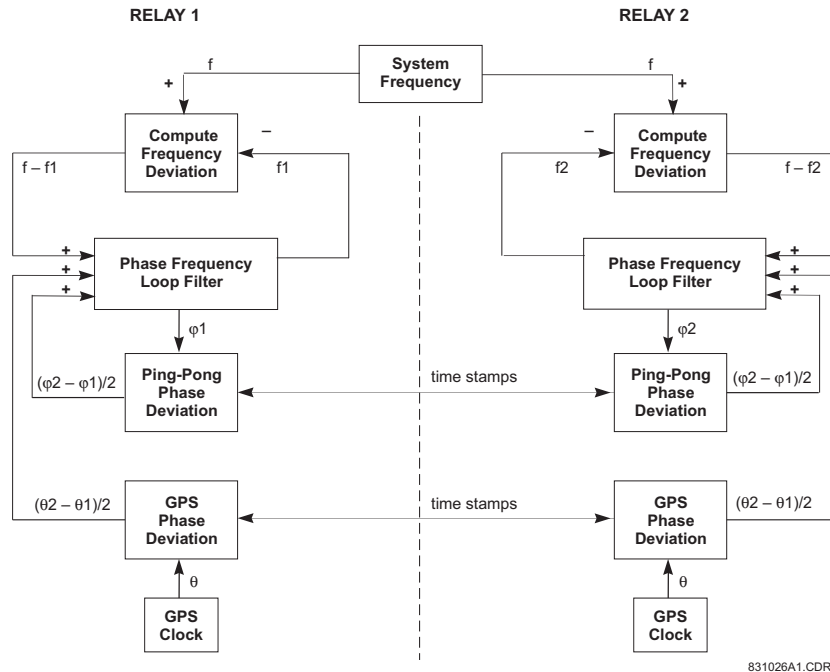 RELAY 1
RELAY 2
f
System
Frequency
f
+
+
Compute
Frequency
Deviation
–
–
Compute
Frequency
Deviation
f – f1
f1
f2
f – f2
+
+
+
Phase Frequency
Loop Filter
Phase Frequency
Loop Filter
+
+
+
φ1
φ2
(φ2 – φ1)/2
Ping-Pong
Phase
Deviation
time stamps
Ping-Pong
Phase
Deviation
(φ2 – φ1)/2
(θ2 – θ1)/2
GPS
Phase
Deviation
time stamps
GPS
Phase
Deviation
(θ2 – θ1)/2
θ
θ
GPS
Clock
GPS
Clock
831026A1.CDR